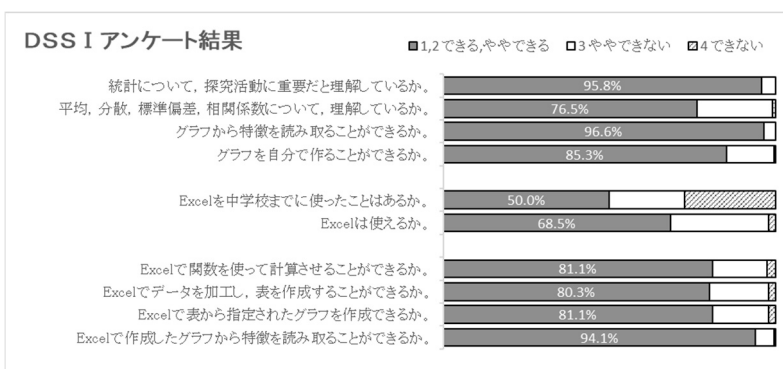 DSSⅠアンケート結果
■1,2できる,ややできる □3ややできない ▨4できない
統計について，探究活動に重要だと理解しているか。 95.8%
平均，分散，標準偏差，相関係数について，理解しているか。 76.5%
グラフから特徴を読み取ることができるか。 96.6%
グラフを自分で作ることができるか。 85.3%
Excelを中学校までに使ったことはあるか。 50.0%
Excelは使えるか。 68.5%
Excelで関数を使って計算させることができるか。 81.1%
Excelでデータを加工し，表を作成することができるか。 80.3%
Excelで表から指定されたグラフを作成できるか。 81.1%
Excelで作成したグラフから特徴を読み取ることができるか。 94.1%